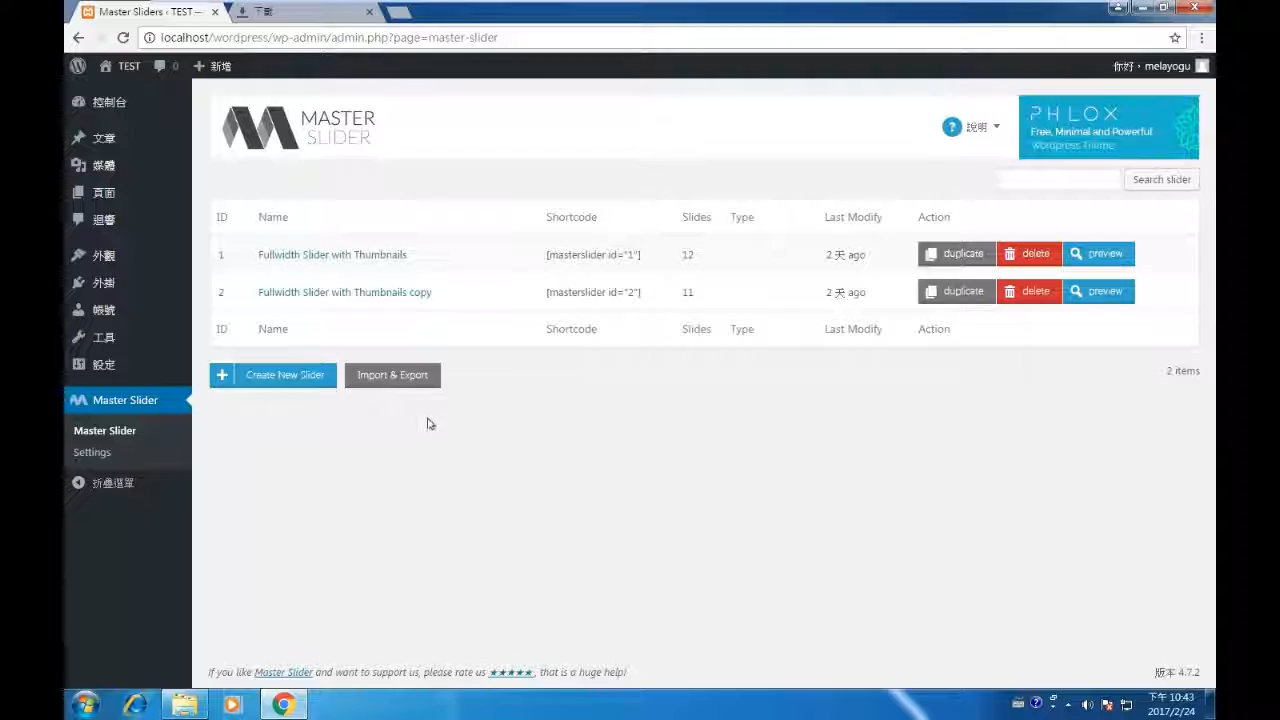 Master Sliders ‹ TEST —
下載
localhost/wordpress/wp-admin/admin.php?page=master-slider
TEST
0
新增
你好，melayogu
控制台
文章
媒體
頁面
迴響
外觀
外掛
帳號
工具
設定
Master Slider
Master Slider
Settings
折疊選單
MASTER
SLIDER
說明
PHLOX
Free, Minimal and Powerful
Wordpress Theme
Search slider
ID Name Shortcode Slides Type Last Modify Action
1 Fullwidth Slider with Thumbnails [masterslider id="1"] 12 2 天 ago duplicate delete preview
2 Fullwidth Slider with Thumbnails copy [masterslider id="2"] 11 2 天 ago duplicate delete preview
ID Name Shortcode Slides Type Last Modify Action
Create New Slider
Import & Export
2 items
If you like Master Slider and want to support us, please rate us ★★★★★, that is a huge help!
版本 4.7.2
下午 10:43
2017/2/24